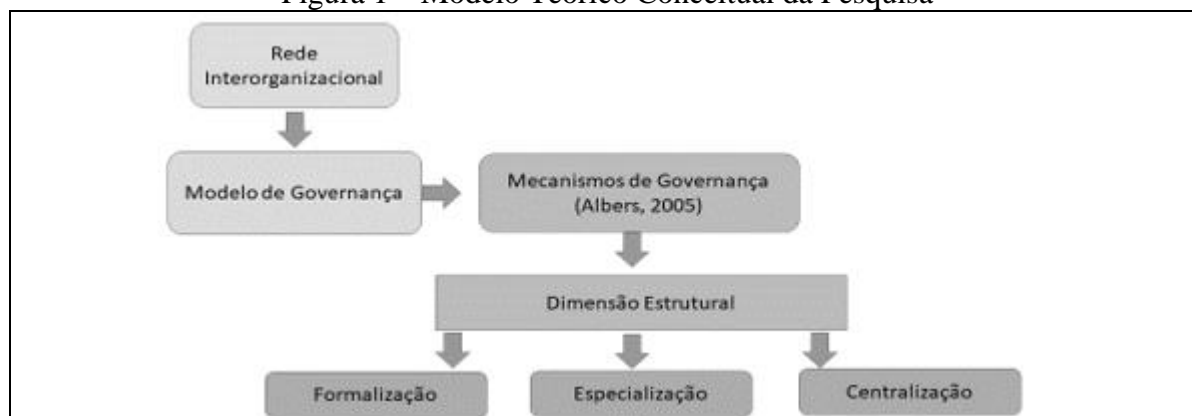 Figura 1 – Modelo Teórico Conceitual da Pesquisa
Rede
Interorganizacional
Modelo de Governança
Mecanismos de Governança
(Albers, 2005)
Dimensão Estrutural
Formalização
Especialização
Centralização